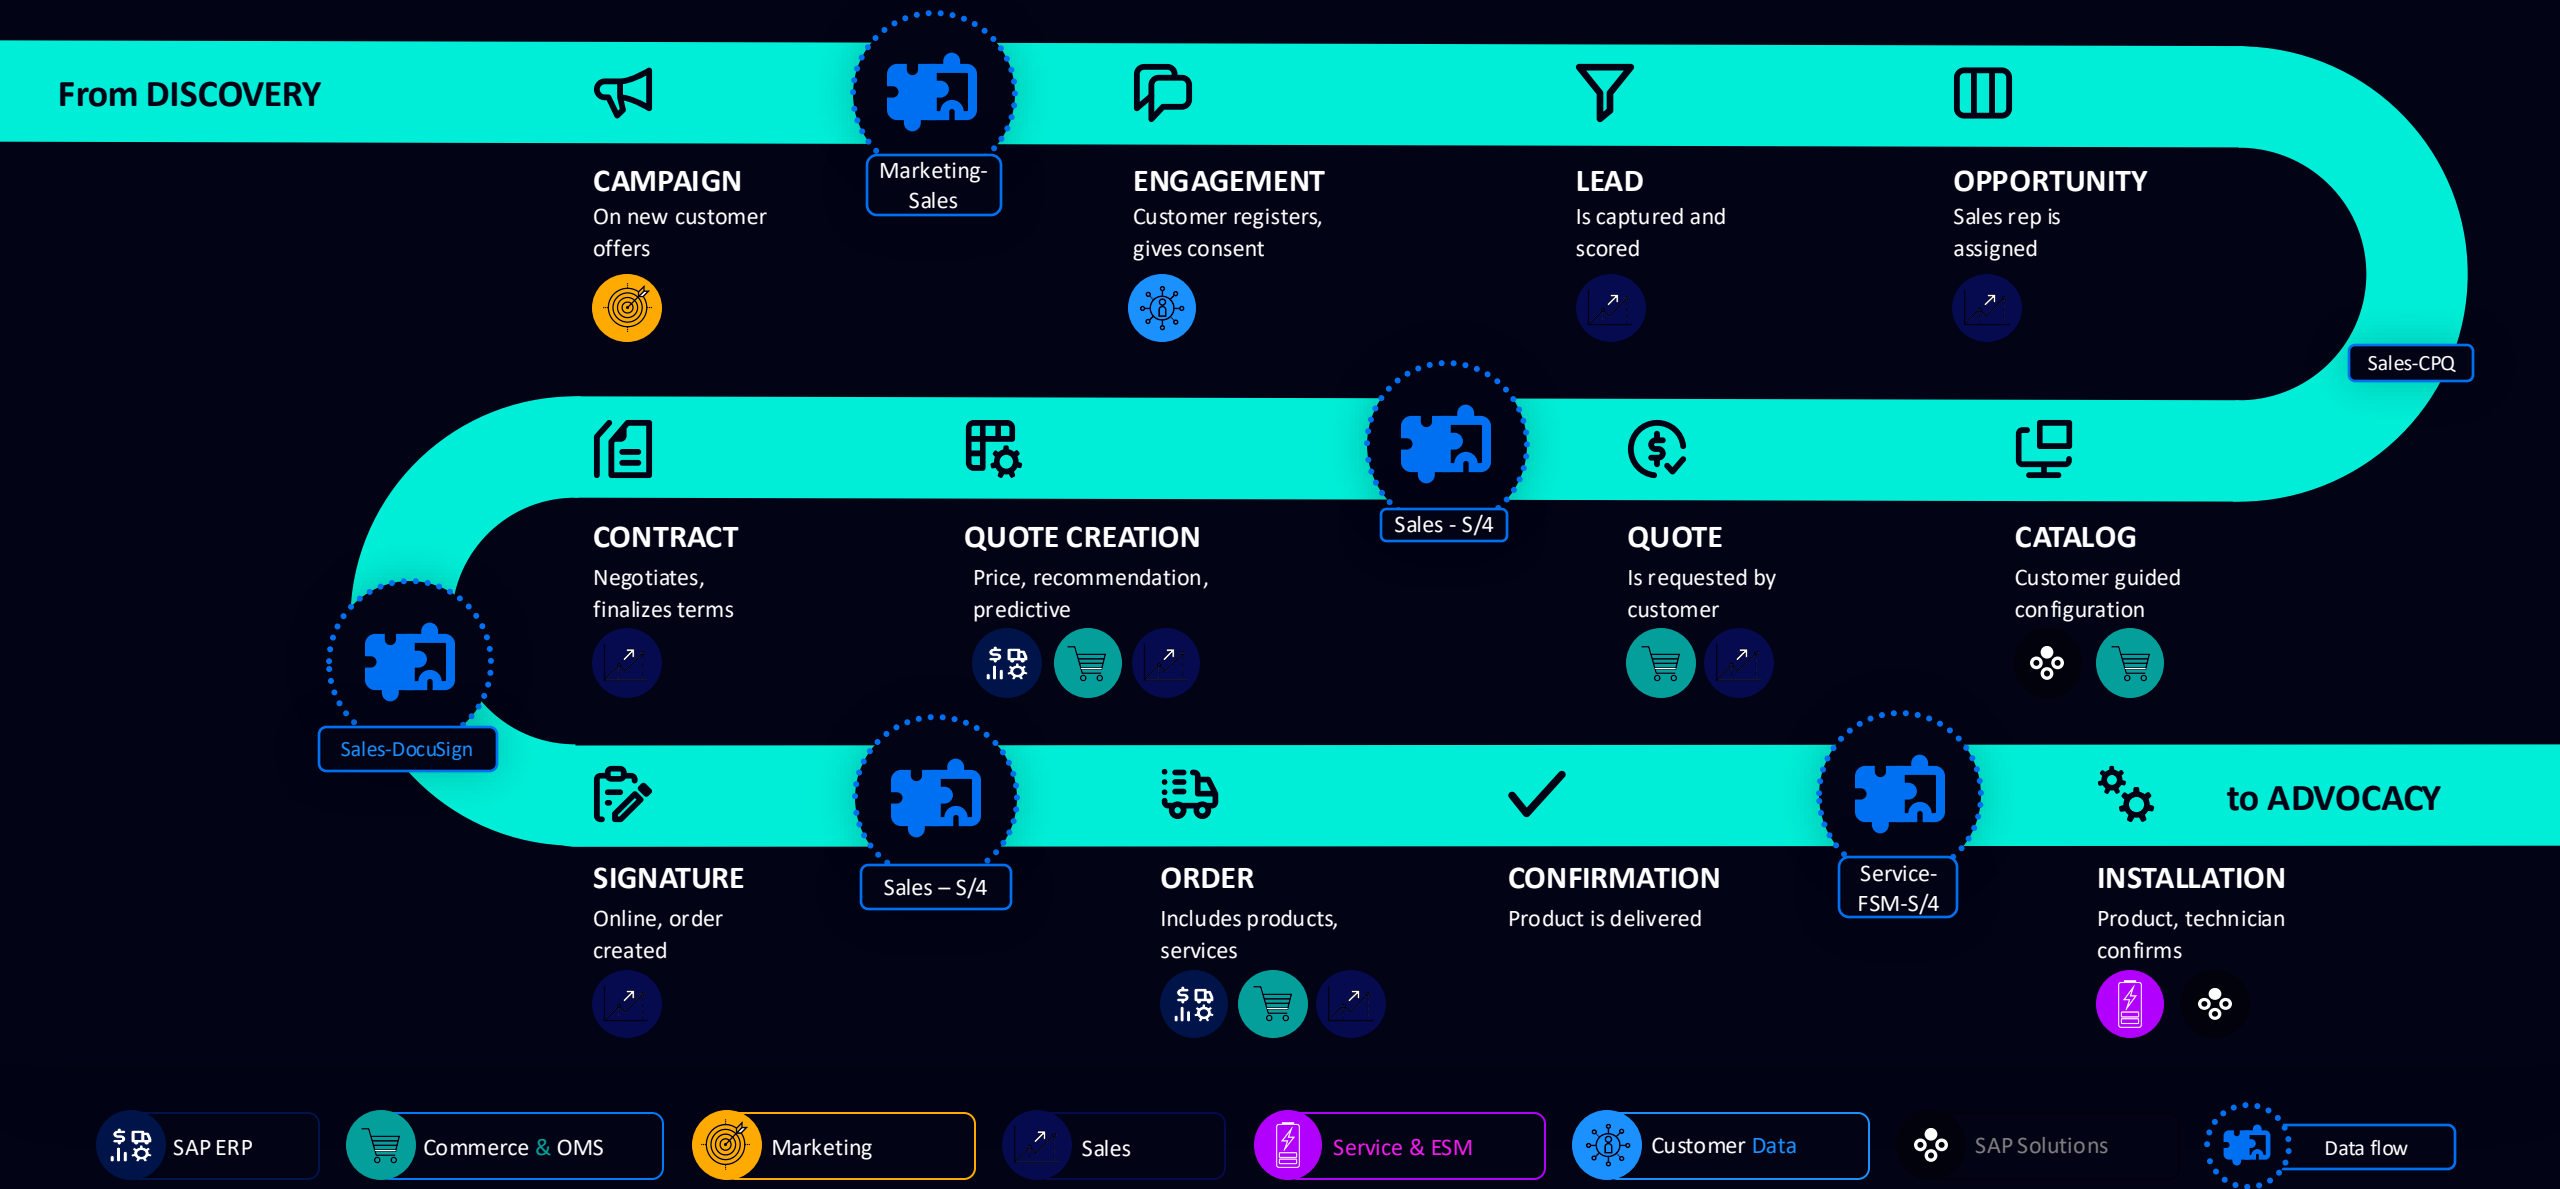 From DISCOVERY
CAMPAIGN
On new customer
offers
Marketing-
Sales
ENGAGEMENT
Customer registers,
gives consent
LEAD
Is captured and
scored
OPPORTUNITY
Sales rep is
assigned
Sales-CPQ
CONTRACT
Negotiates,
finalizes terms
QUOTE CREATION
Price, recommendation,
predictive
Sales - S/4
QUOTE
Is requested by
customer
CATALOG
Customer guided
configuration
Sales-DocuSign
SIGNATURE
Online, order
created
Sales – S/4
ORDER
Includes products,
services
CONFIRMATION
Product is delivered
Service-
FSM-S/4
INSTALLATION
Product, technician
confirms
to ADVOCACY
SAP ERP
Commerce & OMS
Marketing
Sales
Service & ESM
Customer Data
SAP Solutions
Data flow